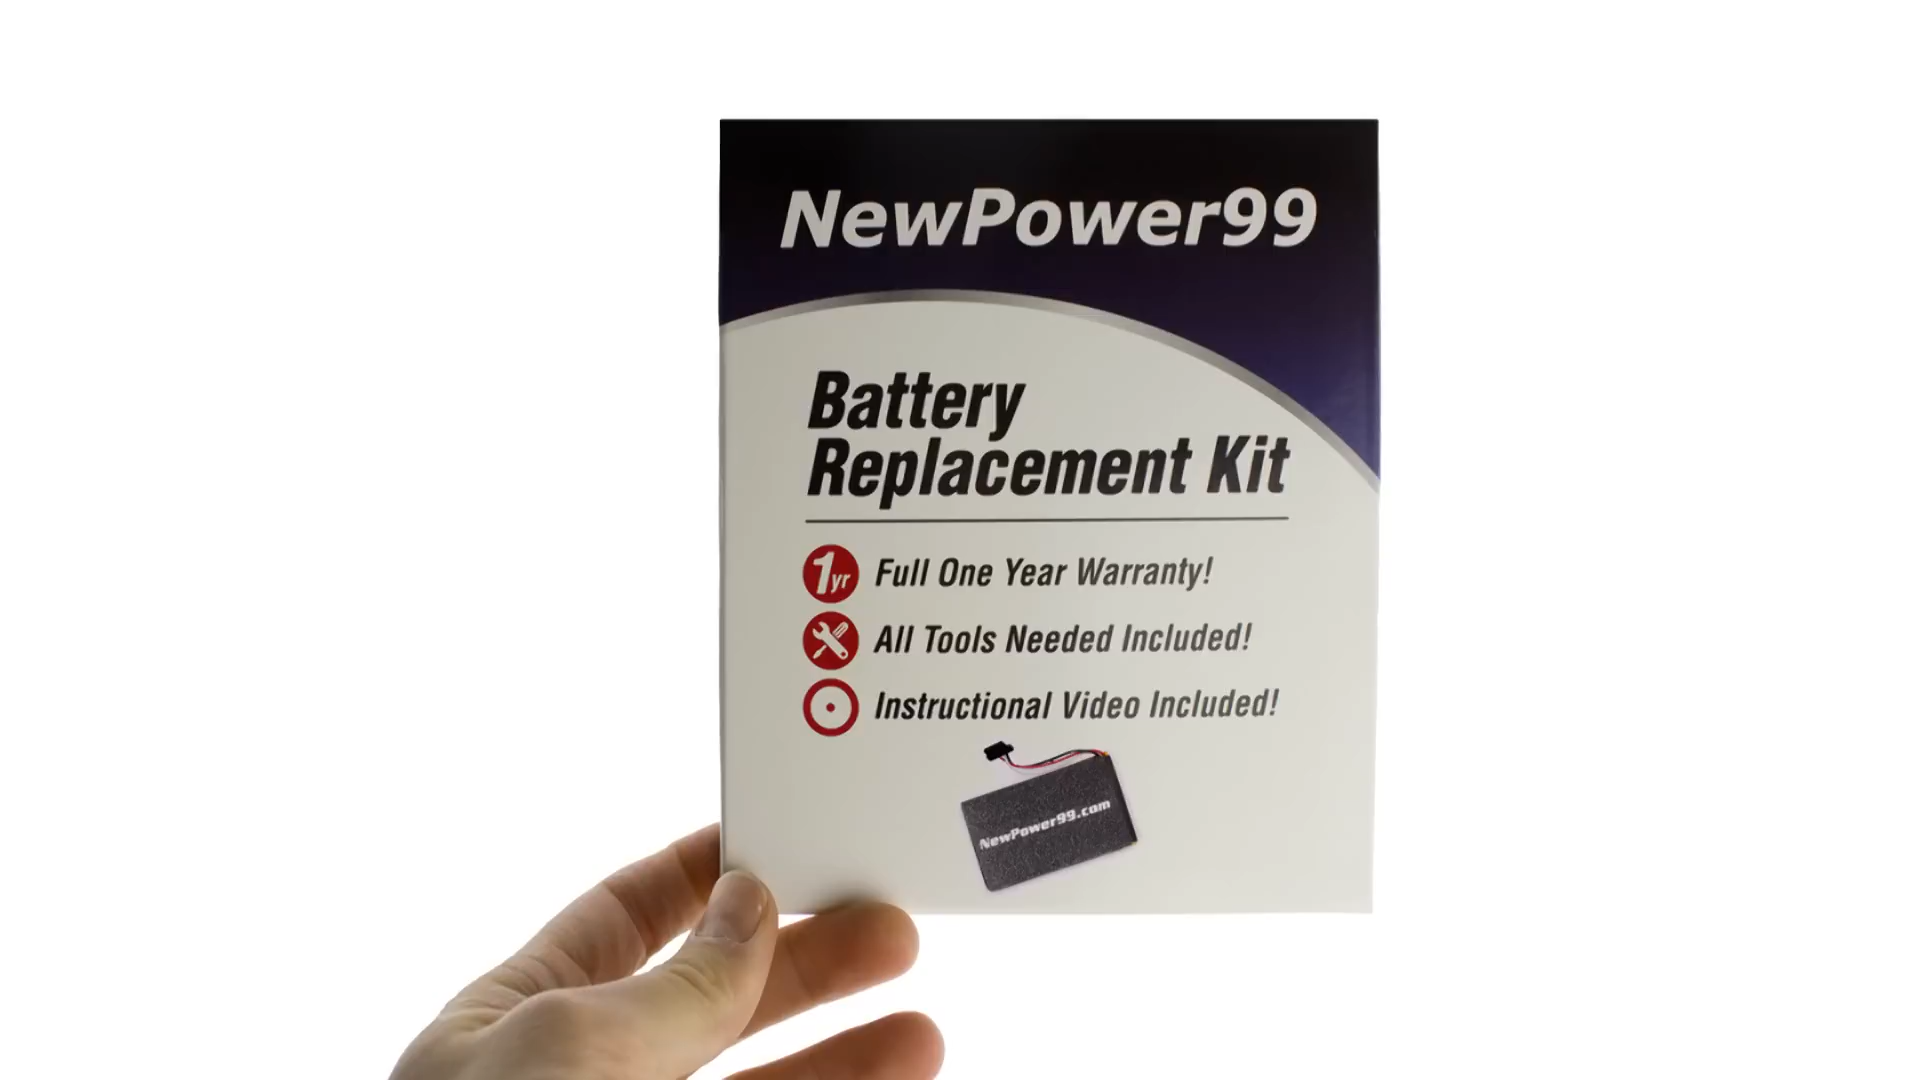 NewPower99
Battery
Replacement Kit
1yr Full One Year Warranty!
All Tools Needed Included!
Instructional Video Included!
NewPower99.com